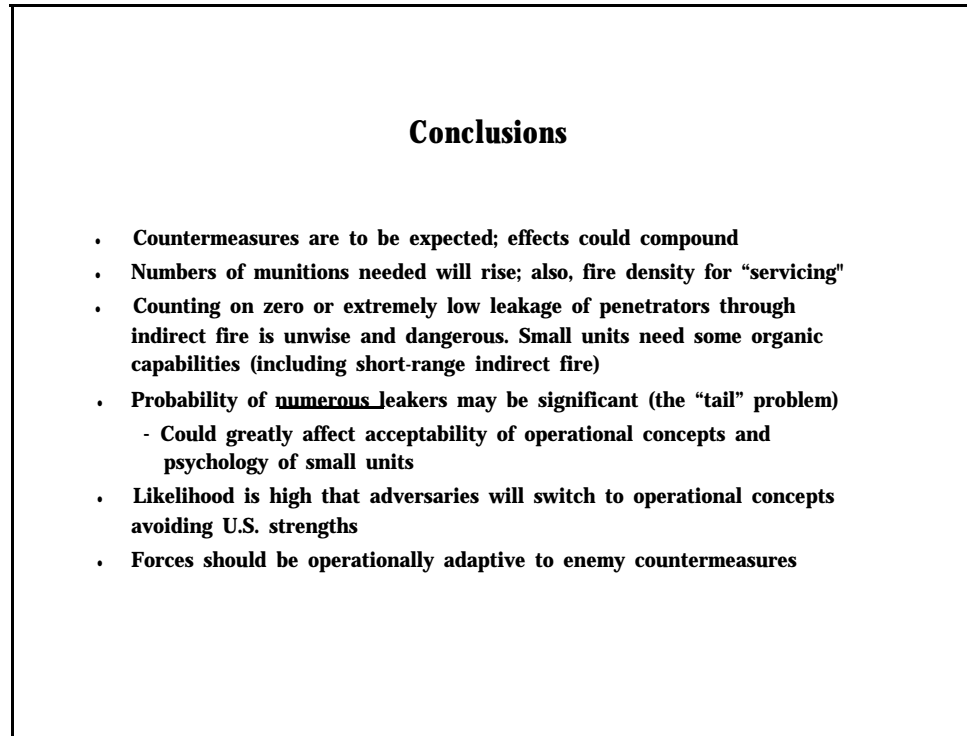 Conclusions
• Countermeasures are to be expected; effects could compound
• Numbers of munitions needed will rise; also, fire density for “servicing"
• Counting on zero or extremely low leakage of penetrators through
indirect fire is unwise and dangerous. Small units need some organic
capabilities (including short-range indirect fire)
• Probability of numerous leakers may be significant (the “tail” problem)
- Could greatly affect acceptability of operational concepts and
psychology of small units
• Likelihood is high that adversaries will switch to operational concepts
avoiding U.S. strengths
• Forces should be operationally adaptive to enemy countermeasures